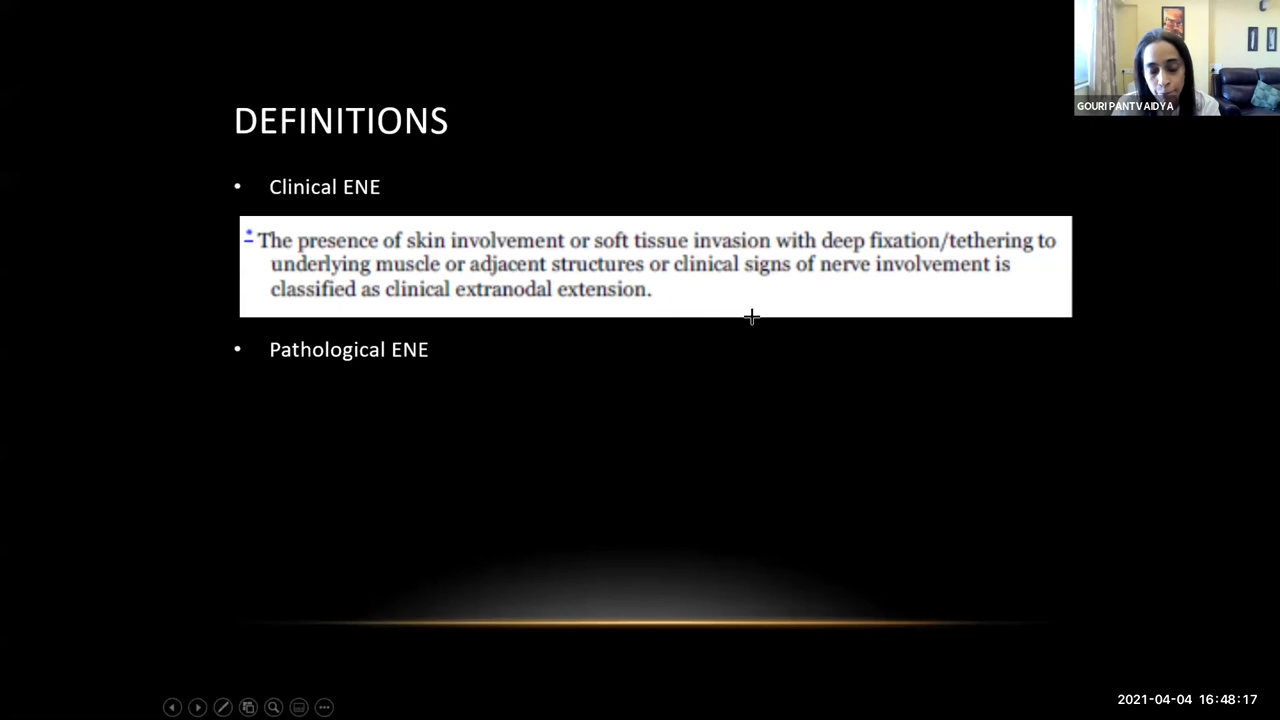 GOURI PANTVAIDYA
DEFINITIONS
• Clinical ENE
* The presence of skin involvement or soft tissue invasion with deep fixation/tethering to
underlying muscle or adjacent structures or clinical signs of nerve involvement is
classified as clinical extranodal extension.
• Pathological ENE
2021-04-04 16:48:17